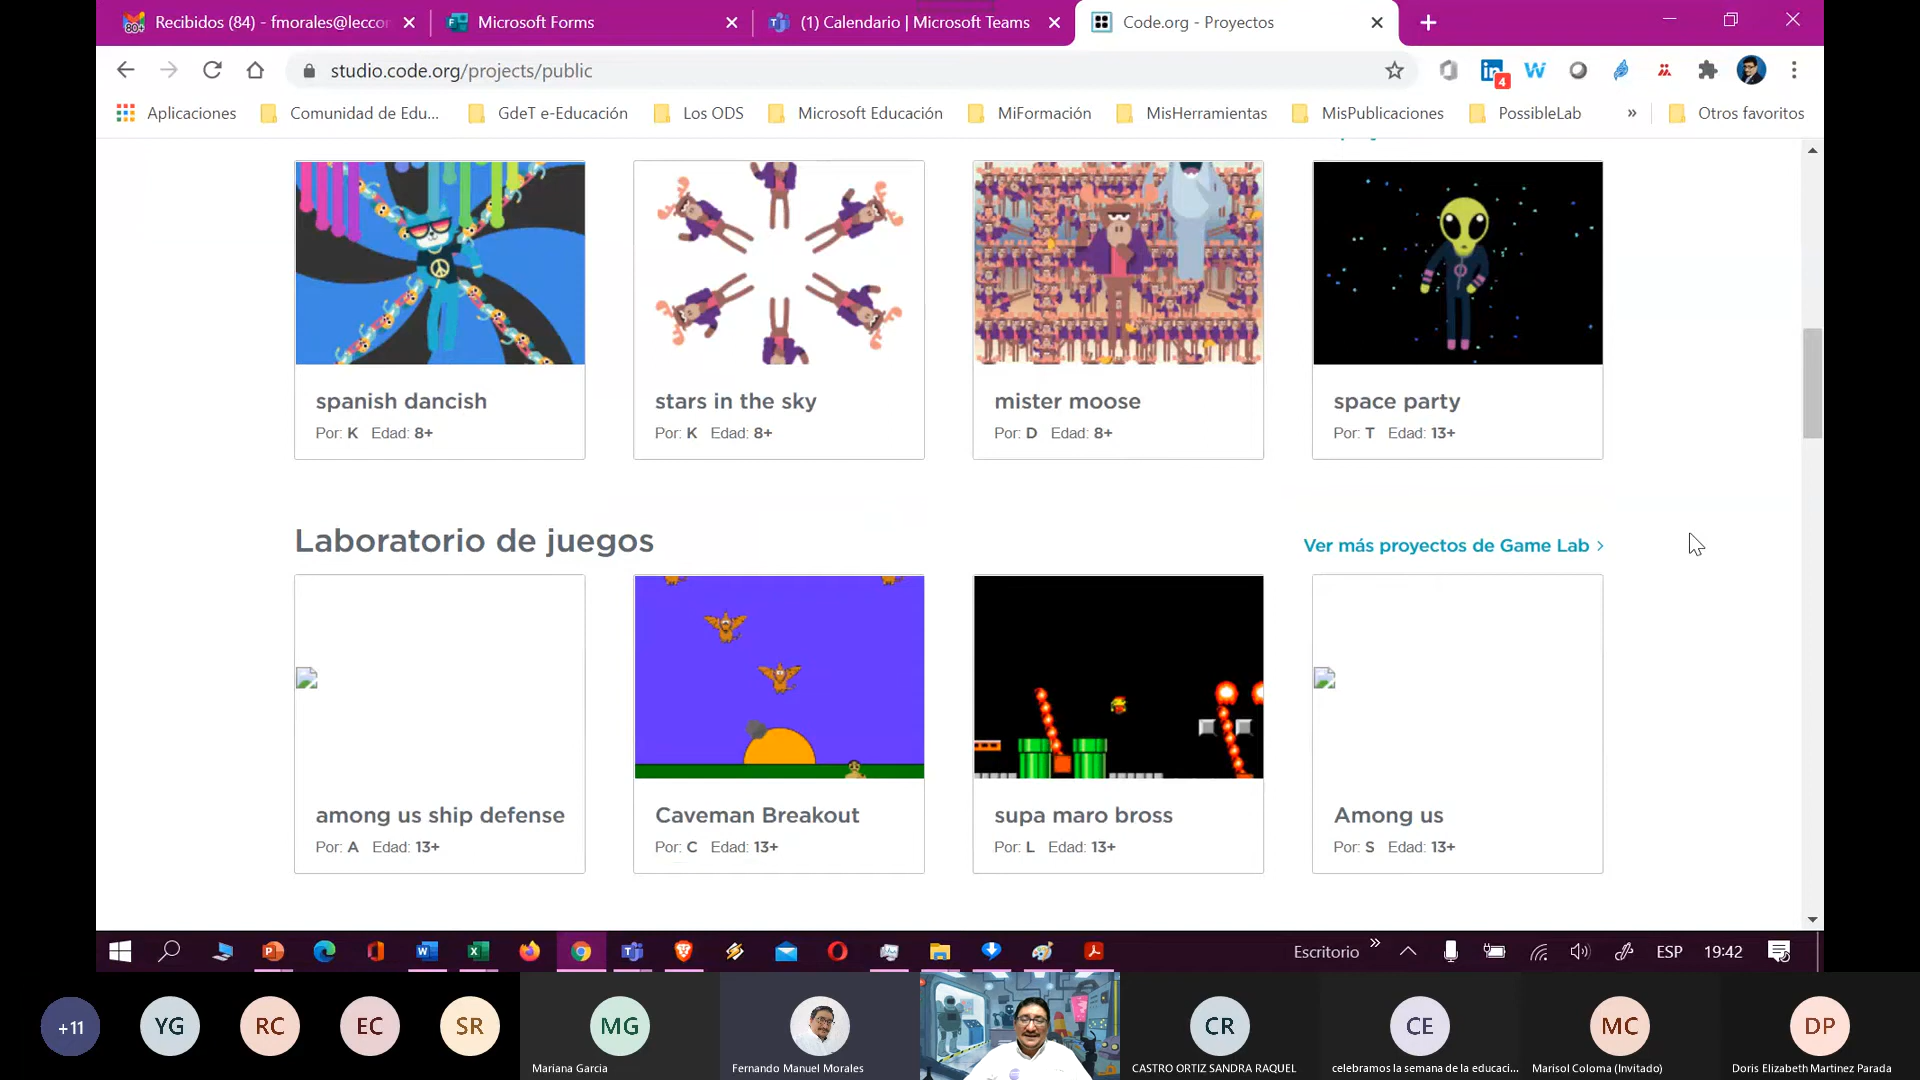 Recibidos (84) - fmorales@leccor
Microsoft Forms
(1) Calendario | Microsoft Teams
Code.org - Proyectos
studio.code.org/projects/public
4
Aplicaciones
Comunidad de Edu...
GdeT e-Educación
Los ODS
Microsoft Educación
MiFormación
MisHerramientas
MisPublicaciones
PossibleLab
»
Otros favoritos
spanish dancish
Por: K Edad: 8+
stars in the sky
Por: K Edad: 8+
mister moose
Por: D Edad: 8+
space party
Por: T Edad: 13+
Laboratorio de juegos
Ver más proyectos de Game Lab >
among us ship defense
Por: A Edad: 13+
Caveman Breakout
Por: C Edad: 13+
supa maro bross
Por: L Edad: 13+
Among us
Por: S Edad: 13+
Escritorio
»
ESP
19:42
+11
YG
RC
EC
SR
MG
Mariana Garcia
Fernando Manuel Morales
CR
CASTRO ORTIZ SANDRA RAQUEL
CE
celebramos la semana de la educaci...
MC
Marisol Coloma (Invitado)
DP
Doris Elizabeth Martinez Parada